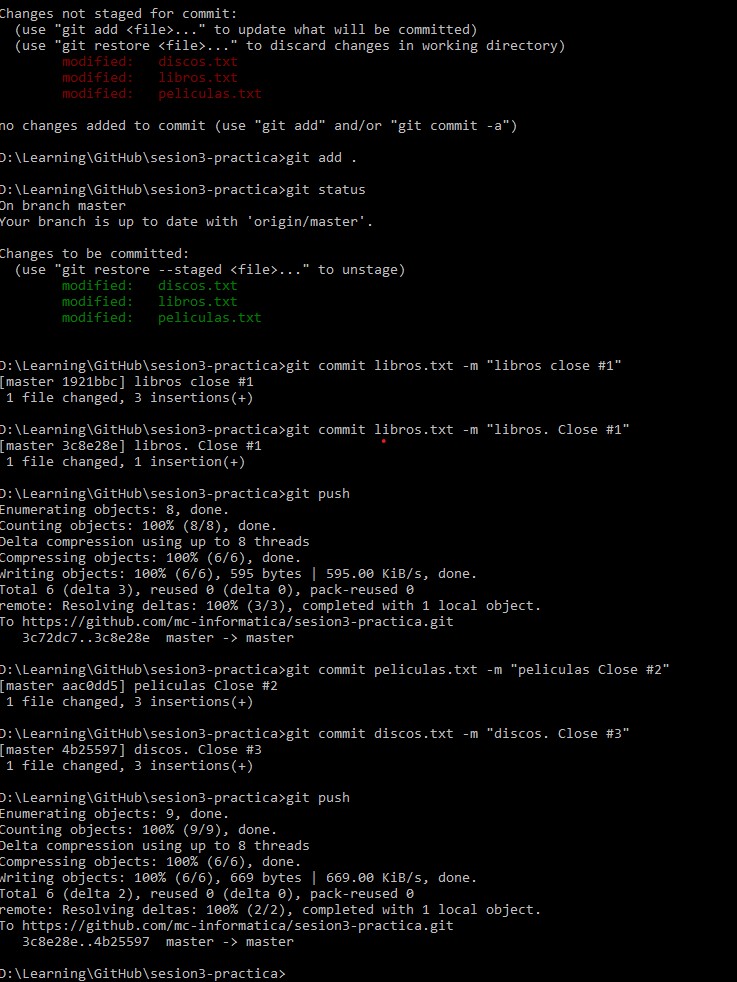 Changes not staged for commit:
  (use "git add <file>..." to update what will be committed)
  (use "git restore <file>..." to discard changes in working directory)
        modified:   discos.txt
        modified:   libros.txt
        modified:   peliculas.txt

no changes added to commit (use "git add" and/or "git commit -a")

D:\Learning\GitHub\sesion3-practica>git add .

D:\Learning\GitHub\sesion3-practica>git status
On branch master
Your branch is up to date with 'origin/master'.

Changes to be committed:
  (use "git restore --staged <file>..." to unstage)
        modified:   discos.txt
        modified:   libros.txt
        modified:   peliculas.txt


D:\Learning\GitHub\sesion3-practica>git commit libros.txt -m "libros close #1"
[master 1921bbc] libros close #1
 1 file changed, 3 insertions(+)

D:\Learning\GitHub\sesion3-practica>git commit libros.txt -m "libros. Close #1"
[master 3c8e28e] libros. Close #1
 1 file changed, 1 insertion(+)

D:\Learning\GitHub\sesion3-practica>git push
Enumerating objects: 8, done.
Counting objects: 100% (8/8), done.
Delta compression using up to 8 threads
Compressing objects: 100% (6/6), done.
Writing objects: 100% (6/6), 595 bytes | 595.00 KiB/s, done.
Total 6 (delta 3), reused 0 (delta 0), pack-reused 0
remote: Resolving deltas: 100% (3/3), completed with 1 local object.
To https://github.com/mc-informatica/sesion3-practica.git
   3c72dc7..3c8e28e  master -> master

D:\Learning\GitHub\sesion3-practica>git commit peliculas.txt -m "peliculas Close #2"
[master aac0dd5] peliculas Close #2
 1 file changed, 3 insertions(+)

D:\Learning\GitHub\sesion3-practica>git commit discos.txt -m "discos. Close #3"
[master 4b25597] discos. Close #3
 1 file changed, 3 insertions(+)

D:\Learning\GitHub\sesion3-practica>git push
Enumerating objects: 9, done.
Counting objects: 100% (9/9), done.
Delta compression using up to 8 threads
Compressing objects: 100% (6/6), done.
Writing objects: 100% (6/6), 669 bytes | 669.00 KiB/s, done.
Total 6 (delta 2), reused 0 (delta 0), pack-reused 0
remote: Resolving deltas: 100% (2/2), completed with 1 local object.
To https://github.com/mc-informatica/sesion3-practica.git
   3c8e28e..4b25597  master -> master

D:\Learning\GitHub\sesion3-practica>